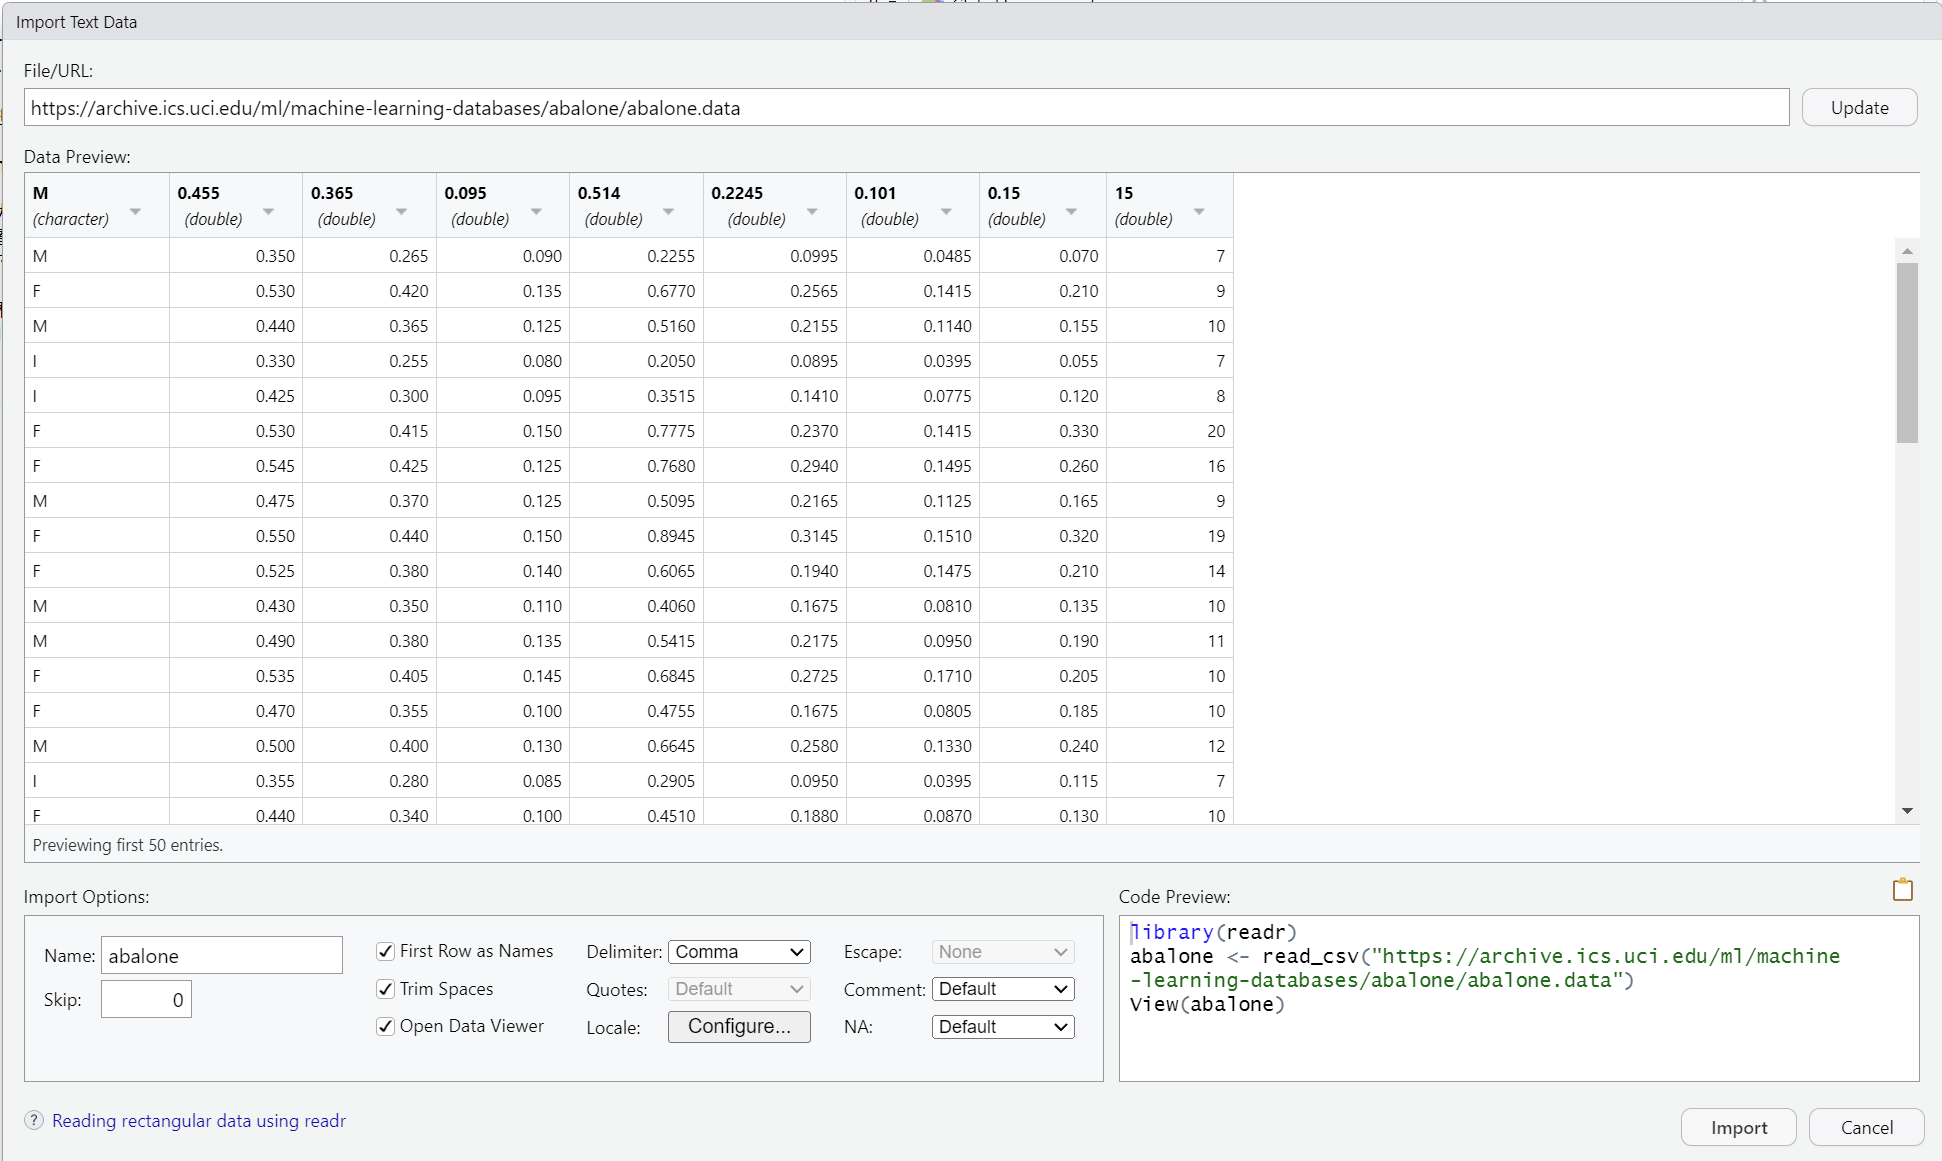 Import Text Data
File/URL:
https://archive.ics.uci.edu/ml/machine-learning-databases/abalone/abalone.data
Update
Data Preview:
M 0.455 0.365 0.095 0.514 0.2245 0.101 0.15 15
(character) (double) (double) (double) (double) (double) (double) (double) (double)
M 0.350 0.265 0.090 0.2255 0.0995 0.0485 0.070 7
F 0.530 0.420 0.135 0.6770 0.2565 0.1415 0.210 9
M 0.440 0.365 0.125 0.5160 0.2155 0.1140 0.155 10
I 0.330 0.255 0.080 0.2050 0.0895 0.0395 0.055 7
I 0.425 0.300 0.095 0.3515 0.1410 0.0775 0.120 8
F 0.530 0.415 0.150 0.7775 0.2370 0.1415 0.330 20
F 0.545 0.425 0.125 0.7680 0.2940 0.1495 0.260 16
M 0.475 0.370 0.125 0.5095 0.2165 0.1125 0.165 9
F 0.550 0.440 0.150 0.8945 0.3145 0.1510 0.320 19
F 0.525 0.380 0.140 0.6065 0.1940 0.1475 0.210 14
M 0.430 0.350 0.110 0.4060 0.1675 0.0810 0.135 10
M 0.490 0.380 0.135 0.5415 0.2175 0.0950 0.190 11
F 0.535 0.405 0.145 0.6845 0.2725 0.1710 0.205 10
F 0.470 0.355 0.100 0.4755 0.1675 0.0805 0.185 10
M 0.500 0.400 0.130 0.6645 0.2580 0.1330 0.240 12
I 0.355 0.280 0.085 0.2905 0.0950 0.0395 0.115 7
F 0.440 0.340 0.100 0.4510 0.1880 0.0870 0.130 10
Previewing first 50 entries.
Import Options:
Name: abalone
Skip: 0
First Row as Names
Trim Spaces
Open Data Viewer
Delimiter: Comma
Quotes: Default
Locale: Configure...
Escape: None
Comment: Default
NA: Default
Code Preview:
library(readr)
abalone <- read_csv("https://archive.ics.uci.edu/ml/machine
-learning-databases/abalone/abalone.data")
View(abalone)
? Reading rectangular data using readr
Import
Cancel